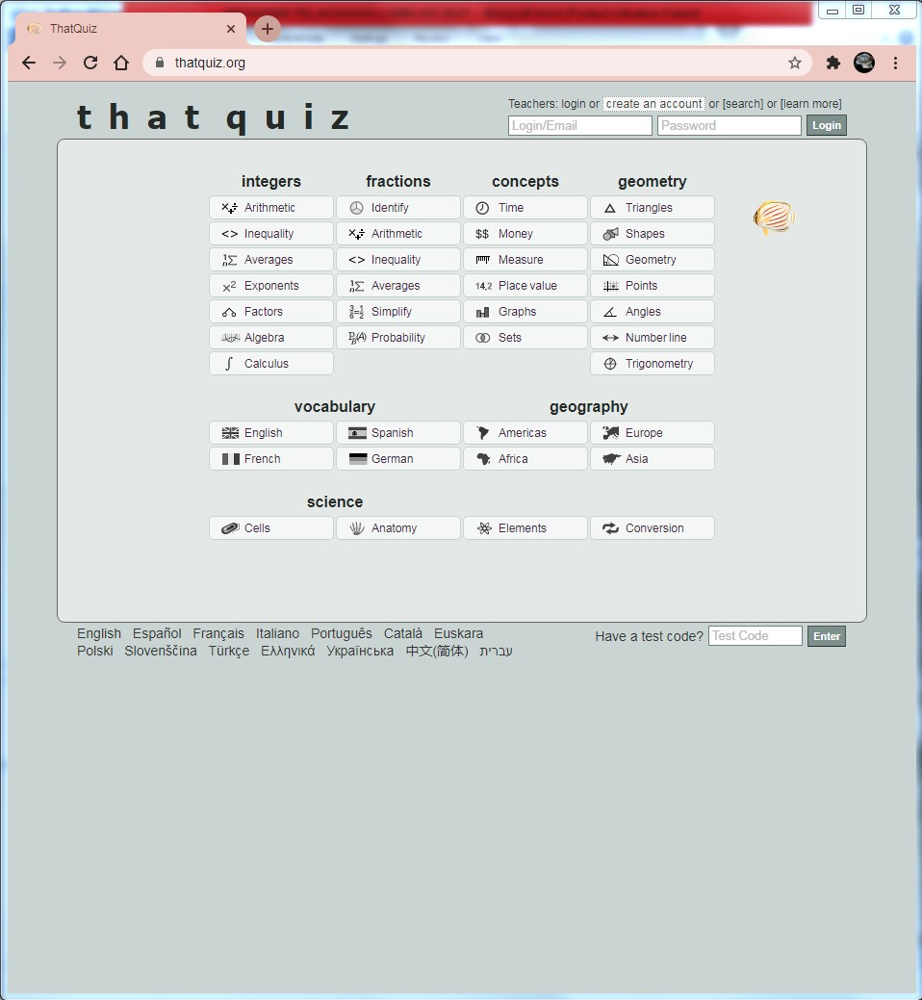 ThatQuiz
thatquiz.org
that quiz
Teachers: login or create an account or [search] or [learn more]
Login/Email Password Login
integers fractions concepts geometry
Arithmetic Identify Time Triangles
Inequality Arithmetic Money Shapes
Averages Inequality Measure Geometry
Exponents Averages Place value Points
Factors Simplify Graphs Angles
Algebra Probability Sets Number line
Calculus Trigonometry
vocabulary geography
English Spanish Americas Europe
French German Africa Asia
science
Cells Anatomy Elements Conversion
English Español Français Italiano Português Català Euskara
Polski Slovenščina Türkçe Ελληνικά Українська 中文(简体) עברית
Have a test code? Test Code Enter